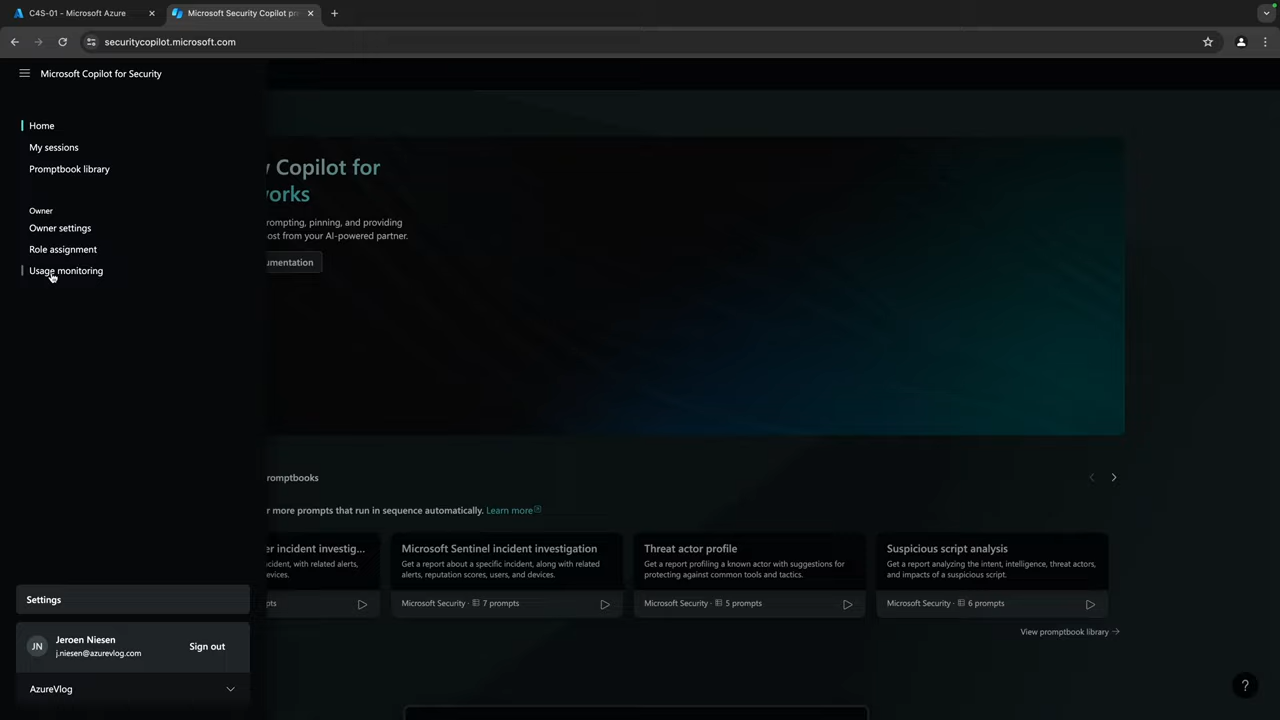 C4S-01 - Microsoft Azure
Microsoft Security Copilot pr
securitycopilot.microsoft.com
Microsoft Copilot for Security
Home
My sessions
Promptbook library
Owner
Owner settings
Role assignment
Usage monitoring
y Copilot for
orks
rompting, pinning, and providing
ost from your AI-powered partner.
umentation
romptbooks
r more prompts that run in sequence automatically. Learn more
er incident investig...
, with related alerts,
evices.
pts
Microsoft Sentinel incident investigation
Get a report about a specific incident, along with related
alerts, reputation scores, users, and devices.
Microsoft Security · 7 prompts
Threat actor profile
Get a report profiling a known actor with suggestions for
protecting against common tools and tactics.
Microsoft Security · 5 prompts
Suspicious script analysis
Get a report analyzing the intent, intelligence, threat actors,
and impacts of a suspicious script.
Microsoft Security · 6 prompts
View promptbook library
Settings
JN
Jeroen Niesen
j.niesen@azurevlog.com
Sign out
AzureVlog
?